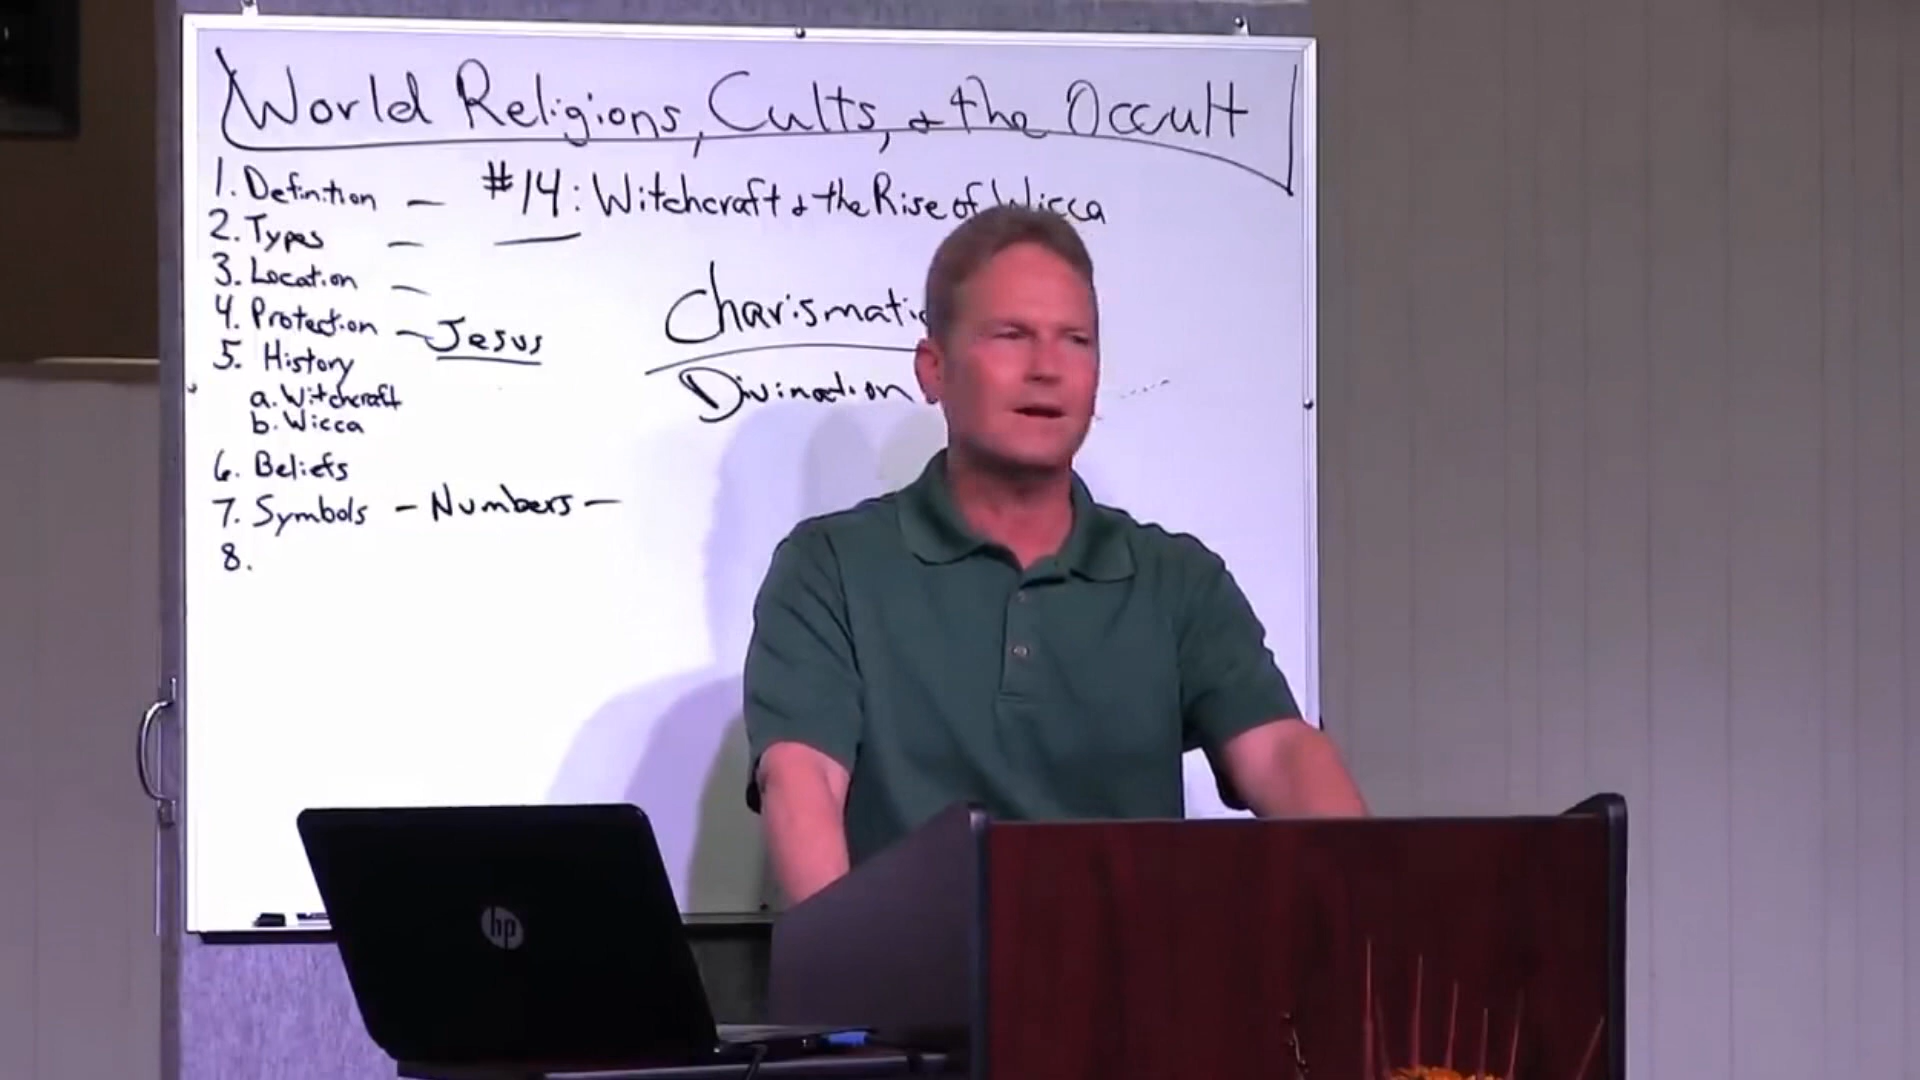 World Religions, Cults, & the Occult
#14: Witchcraft & the Rise of Wicca
1. Definition —
2. Types —
3. Location —
4. Protection — Jesus
5. History
a. Witchcraft
b. Wicca
6. Beliefs
7. Symbols - Numbers -
8.
Charismatic
Divination
hp